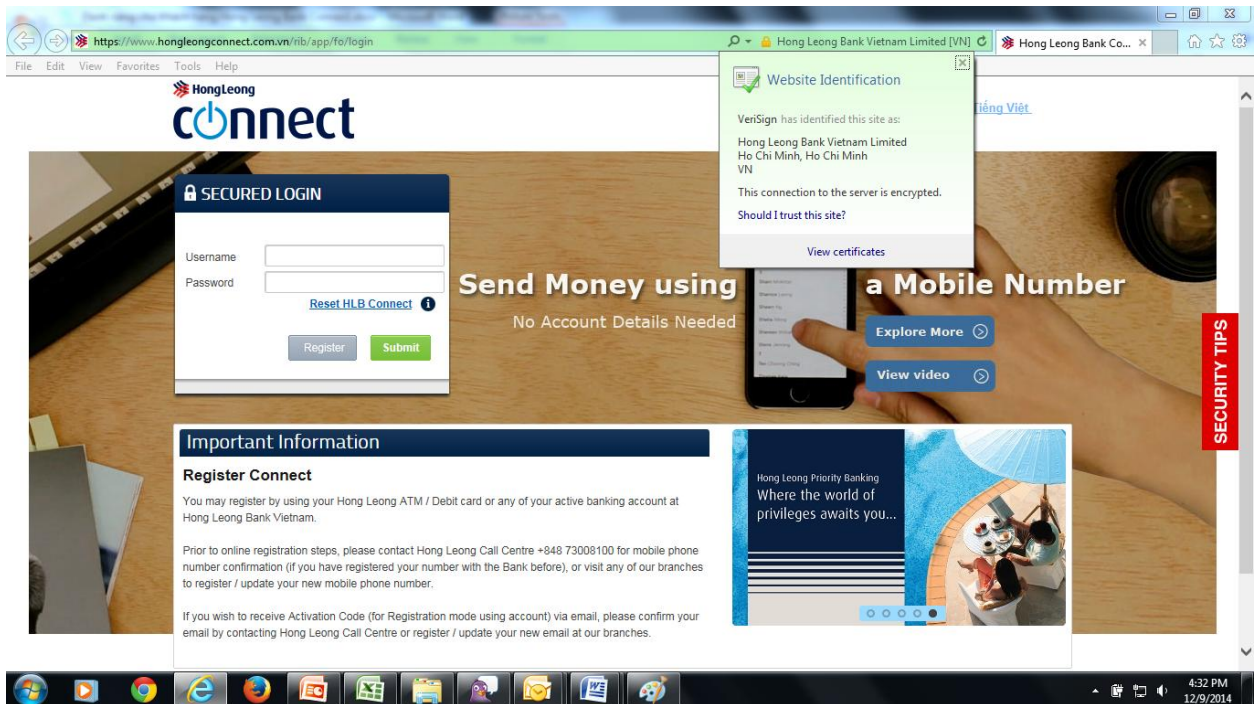 https://www.hongleongconnect.com.vn/rib/app/fo/login
Hong Leong Bank Vietnam Limited [VN]
Hong Leong Bank Co...
File Edit View Favorites Tools Help
HongLeong
connect
Tiếng Việt
Website Identification
VeriSign has identified this site as:
Hong Leong Bank Vietnam Limited
Ho Chi Minh, Ho Chi Minh
VN
This connection to the server is encrypted.
Should I trust this site?
View certificates
SECURED LOGIN
Username
Password
Reset HLB Connect
Register Submit
Send Money using a Mobile Number
No Account Details Needed
Explore More
View video
SECURITY TIPS
Important Information
Register Connect
You may register by using your Hong Leong ATM / Debit card or any of your active banking account at
Hong Leong Bank Vietnam.
Prior to online registration steps, please contact Hong Leong Call Centre +848 73008100 for mobile phone
number confirmation (if you have registered your number with the Bank before), or visit any of our branches
to register / update your new mobile phone number.
If you wish to receive Activation Code (for Registration mode using account) via email, please confirm your
email by contacting Hong Leong Call Centre or register / update your new email at our branches.
Hong Leong Priority Banking
Where the world of
privileges awaits you...
4:32 PM
12/9/2014